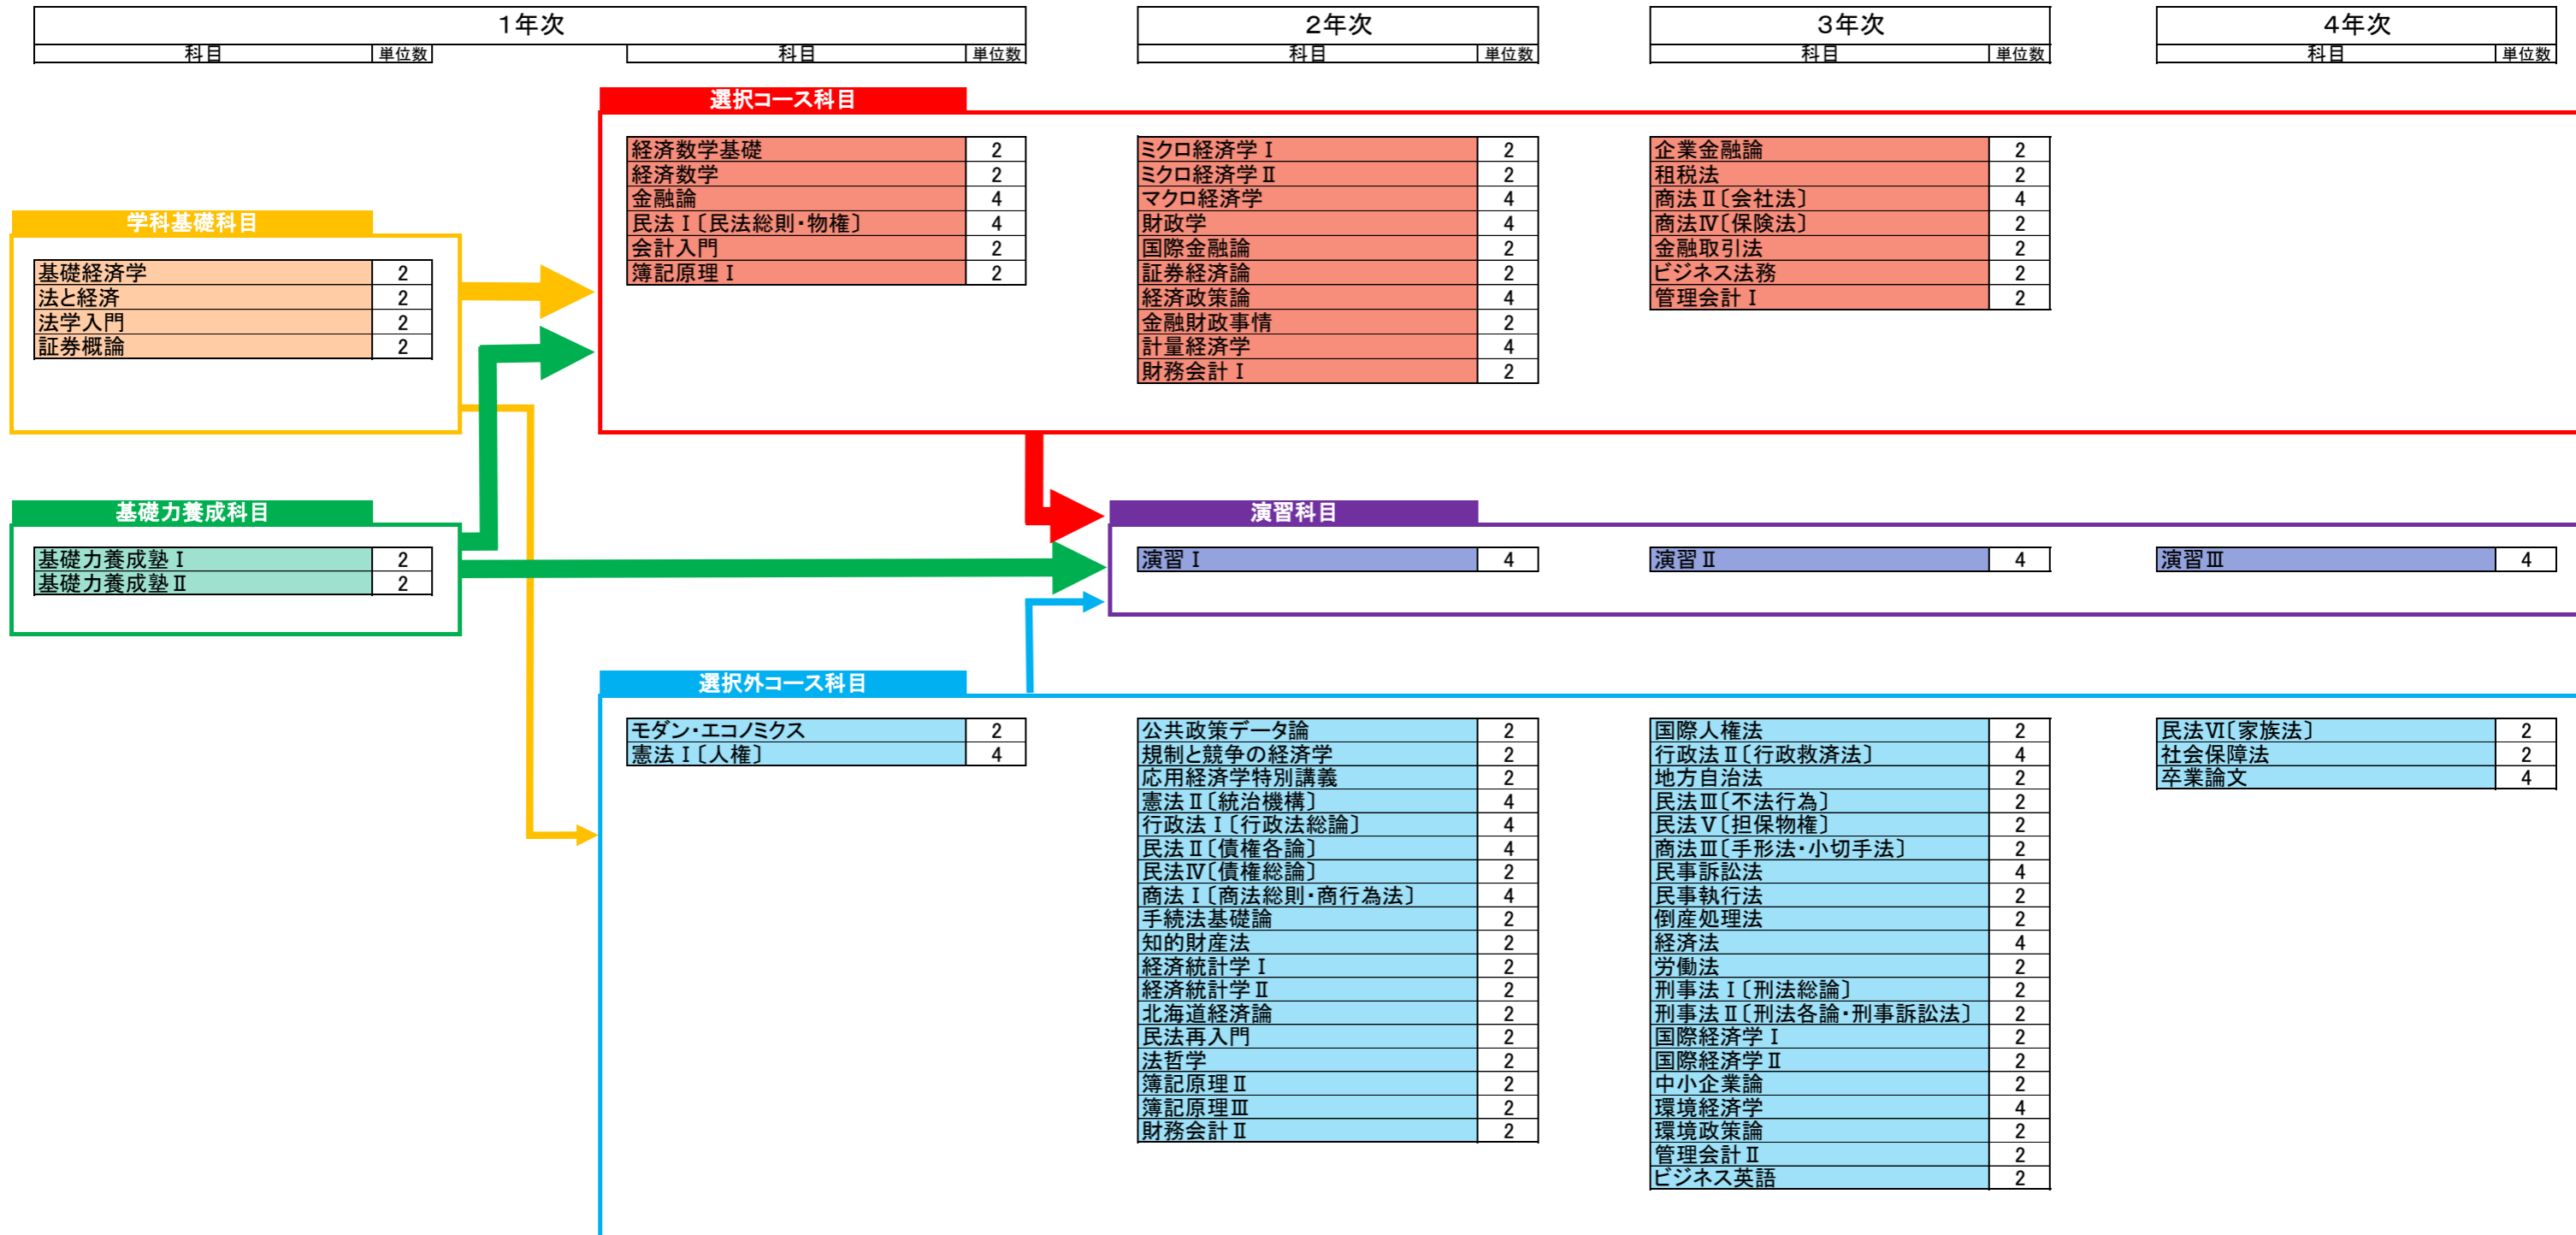 1年次
2年次
3年次
4年次
科目 単位数 科目 単位数 科目 単位数 科目 単位数 科目 単位数
選択コース科目
経済数学基礎 2
経済数学 2
金融論 4
民法Ⅰ〔民法総則・物権〕 4
会計入門 2
簿記原理Ⅰ 2
ミクロ経済学Ⅰ 2
ミクロ経済学Ⅱ 2
マクロ経済学 4
財政学 4
国際金融論 2
証券経済論 2
経済政策論 4
金融財政事情 2
計量経済学 4
財務会計Ⅰ 2
企業金融論 2
租税法 2
商法Ⅱ〔会社法〕 4
商法Ⅳ〔保険法〕 2
金融取引法 2
ビジネス法務 2
管理会計Ⅰ 2
学科基礎科目
基礎経済学 2
法と経済 2
法学入門 2
証券概論 2
基礎力養成科目
基礎力養成塾Ⅰ 2
基礎力養成塾Ⅱ 2
演習科目
演習Ⅰ 4
演習Ⅱ 4
演習Ⅲ 4
選択外コース科目
モダン・エコノミクス 2
憲法Ⅰ〔人権〕 4
公共政策データ論 2
規制と競争の経済学 2
応用経済学特別講義 2
憲法Ⅱ〔統治機構〕 4
行政法Ⅰ〔行政法総論〕 4
民法Ⅱ〔債権各論〕 4
民法Ⅳ〔債権総論〕 2
商法Ⅰ〔商法総則・商行為法〕 4
手続法基礎論 2
知的財産法 2
経済統計学Ⅰ 2
経済統計学Ⅱ 2
北海道経済論 2
民法再入門 2
法哲学 2
簿記原理Ⅱ 2
簿記原理Ⅲ 2
財務会計Ⅱ 2
国際人権法 2
行政法Ⅱ〔行政救済法〕 4
地方自治法 2
民法Ⅲ〔不法行為〕 2
民法Ⅴ〔担保物権〕 2
商法Ⅲ〔手形法・小切手法〕 2
民事訴訟法 4
民事執行法 2
倒産処理法 2
経済法 4
労働法 2
刑事法Ⅰ〔刑法総論〕 2
刑事法Ⅱ〔刑法各論・刑事訴訟法〕 2
国際経済学Ⅰ 2
国際経済学Ⅱ 2
中小企業論 2
環境経済学 4
環境政策論 2
管理会計Ⅱ 2
ビジネス英語 2
民法Ⅵ〔家族法〕 2
社会保障法 2
卒業論文 4